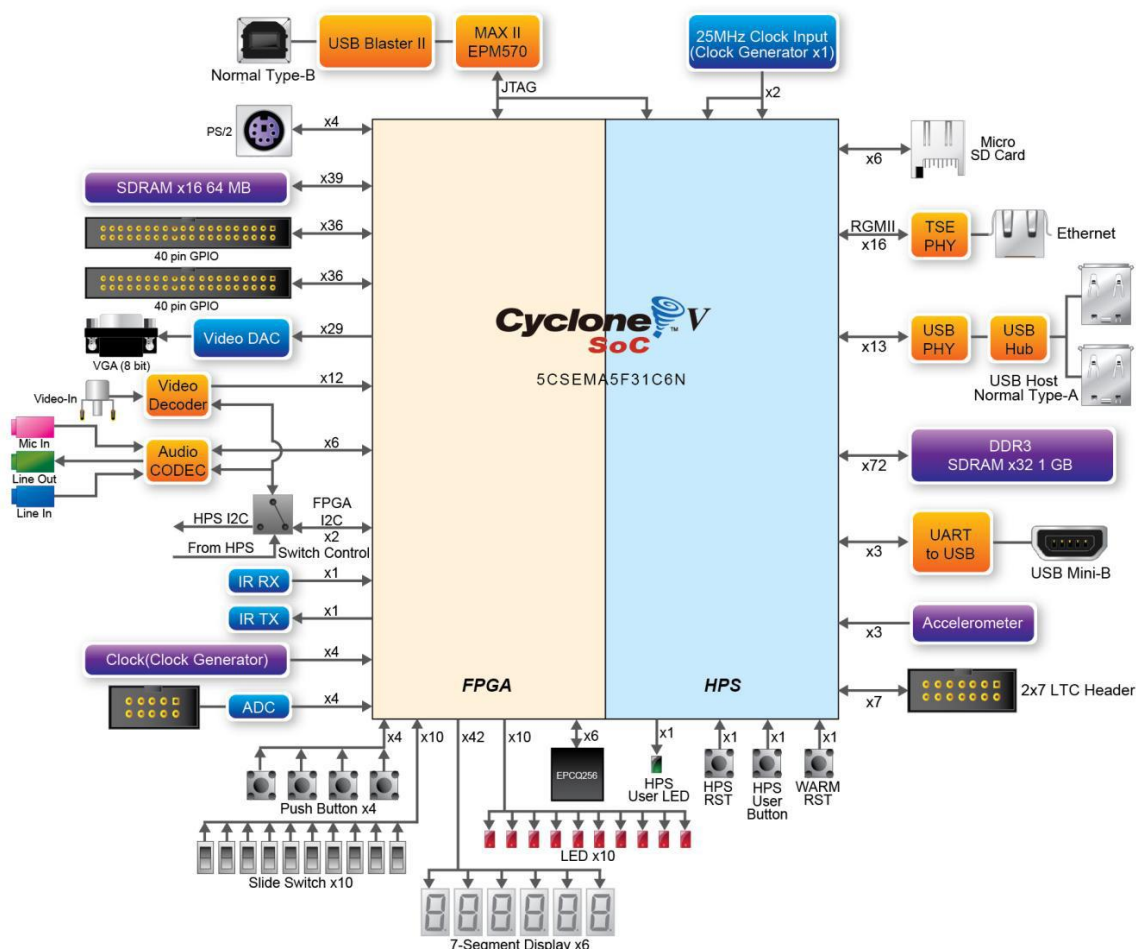 Normal Type-B
USB Blaster II
MAX II
EPM570
25MHz Clock Input
(Clock Generator x1)
JTAG
x2
PS/2
x4
SDRAM x16 64 MB
x39
x36
40 pin GPIO
x36
40 pin GPIO
VGA (8 bit)
Video DAC
x29
Video-In
Video
Decoder
x12
Mic In
Line Out
Line In
Audio
CODEC
x6
HPS I2C
From HPS
FPGA
I2C
x2
Switch Control
IR RX
x1
IR TX
x1
Clock(Clock Generator)
x4
ADC
x4
Cyclone V
TM
SoC
5CSEMA5F31C6N
FPGA
HPS
x6
Micro
SD Card
RGMII
x16
TSE
PHY
Ethernet
x13
USB
PHY
USB
Hub
USB Host
Normal Type-A
x72
DDR3
SDRAM x32 1 GB
x3
UART
to USB
USB Mini-B
x3
Accelerometer
x7
2x7 LTC Header
x4
x10
x42
x10
x6
x1
x1
x1
x1
Push Button x4
Slide Switch x10
EPCQ256
HPS
User LED
HPS
RST
HPS
User
Button
WARM
RST
LED x10
7-Segment Display x6